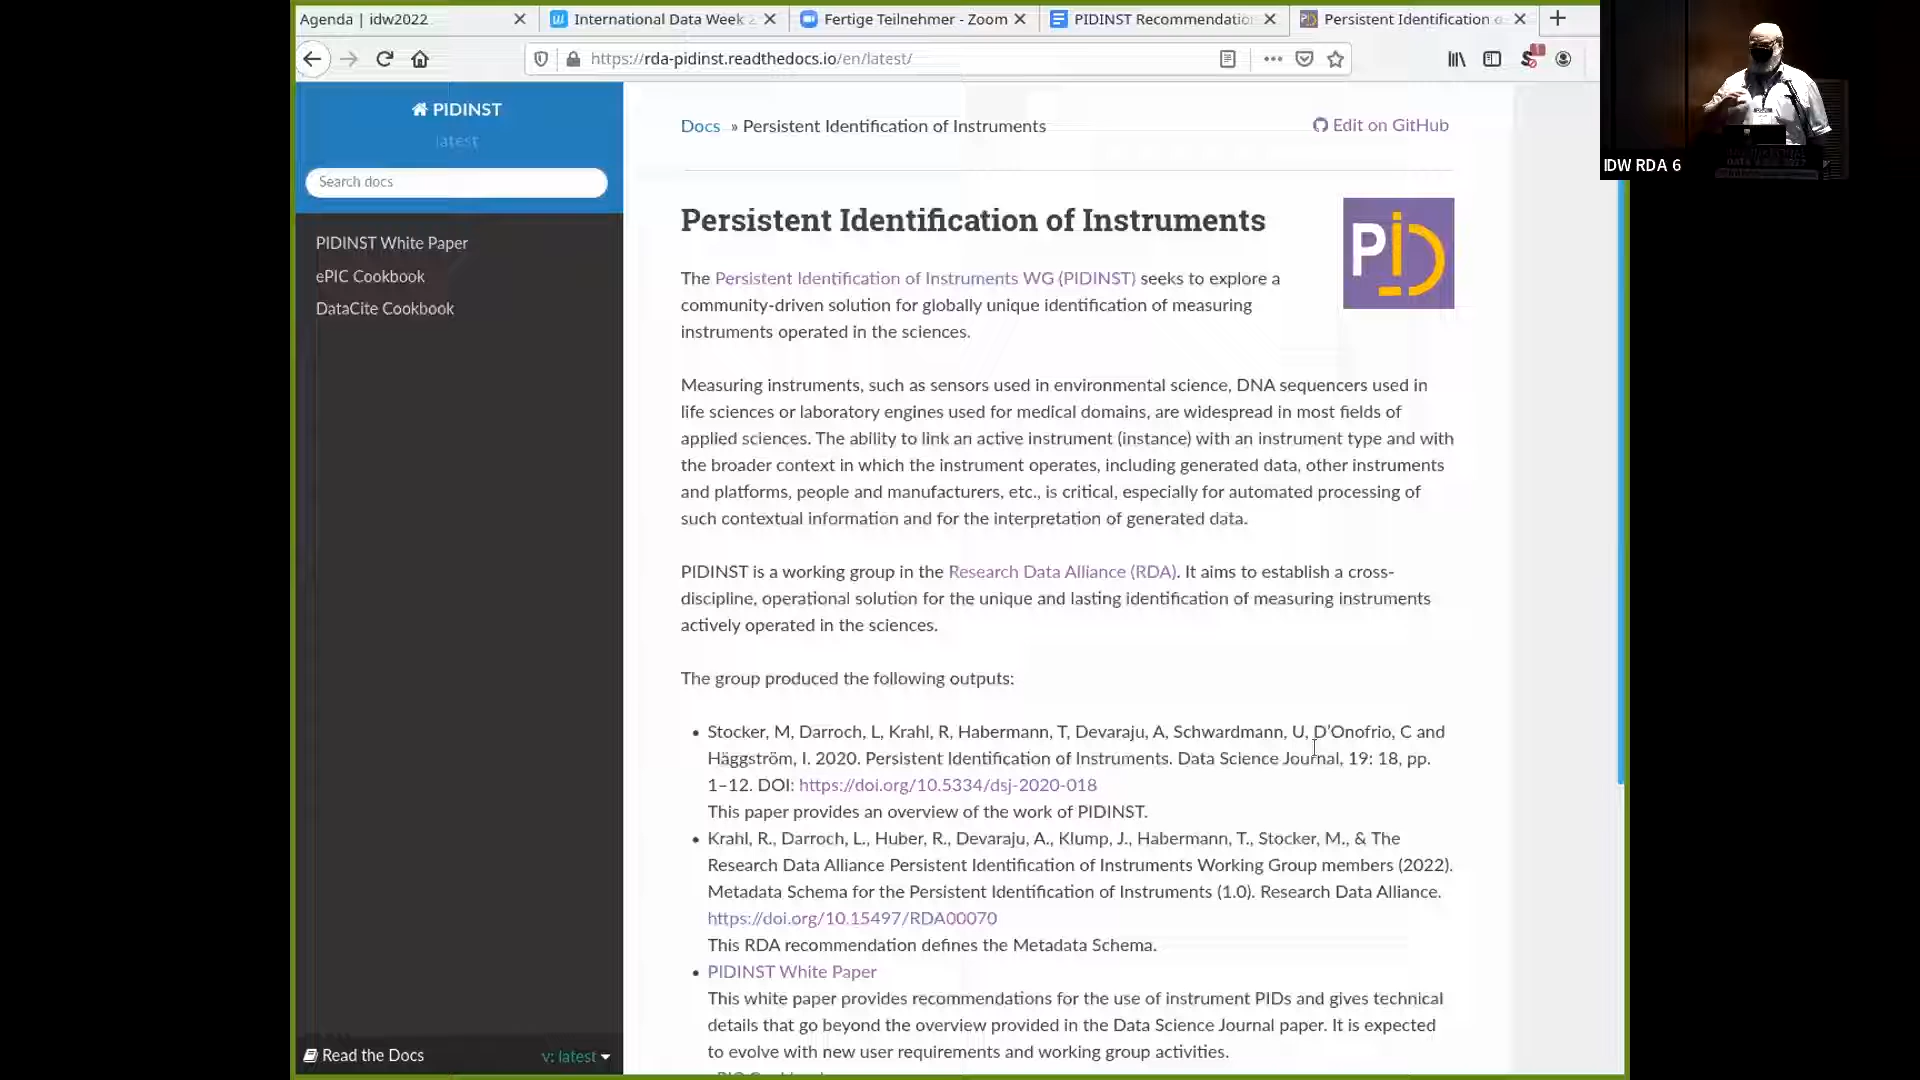 Agenda | idw2022
International Data Week 2
Fertige Teilnehmer - Zoom
PIDINST Recommendatio
Persistent Identification o
https://rda-pidinst.readthedocs.io/en/latest/
PIDINST
latest
Search docs
PIDINST White Paper
ePIC Cookbook
DataCite Cookbook
Read the Docs
v: latest
Docs » Persistent Identification of Instruments
Edit on GitHub
Persistent Identification of Instruments
PID
The Persistent Identification of Instruments WG (PIDINST) seeks to explore a
community-driven solution for globally unique identification of measuring
instruments operated in the sciences.
Measuring instruments, such as sensors used in environmental science, DNA sequencers used in
life sciences or laboratory engines used for medical domains, are widespread in most fields of
applied sciences. The ability to link an active instrument (instance) with an instrument type and with
the broader context in which the instrument operates, including generated data, other instruments
and platforms, people and manufacturers, etc., is critical, especially for automated processing of
such contextual information and for the interpretation of generated data.
PIDINST is a working group in the Research Data Alliance (RDA). It aims to establish a cross-
discipline, operational solution for the unique and lasting identification of measuring instruments
actively operated in the sciences.
The group produced the following outputs:
• Stocker, M, Darroch, L, Krahl, R, Habermann, T, Devaraju, A, Schwardmann, U, D’Onofrio, C and
Häggström, I. 2020. Persistent Identification of Instruments. Data Science Journal, 19: 18, pp.
1–12. DOI: https://doi.org/10.5334/dsj-2020-018
This paper provides an overview of the work of PIDINST.
• Krahl, R., Darroch, L., Huber, R., Devaraju, A., Klump, J., Habermann, T., Stocker, M., & The
Research Data Alliance Persistent Identification of Instruments Working Group members (2022).
Metadata Schema for the Persistent Identification of Instruments (1.0). Research Data Alliance.
https://doi.org/10.15497/RDA00070
This RDA recommendation defines the Metadata Schema.
• PIDINST White Paper
This white paper provides recommendations for the use of instrument PIDs and gives technical
details that go beyond the overview provided in the Data Science Journal paper. It is expected
to evolve with new user requirements and working group activities.
IDW RDA 6